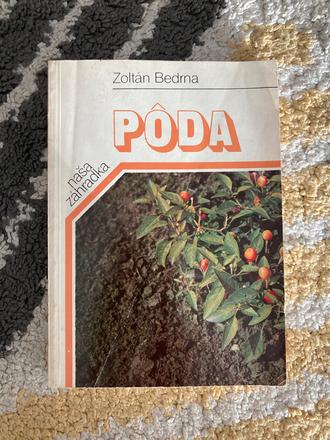 Zoltán Bedrna
PÔDA
naša
záhradka